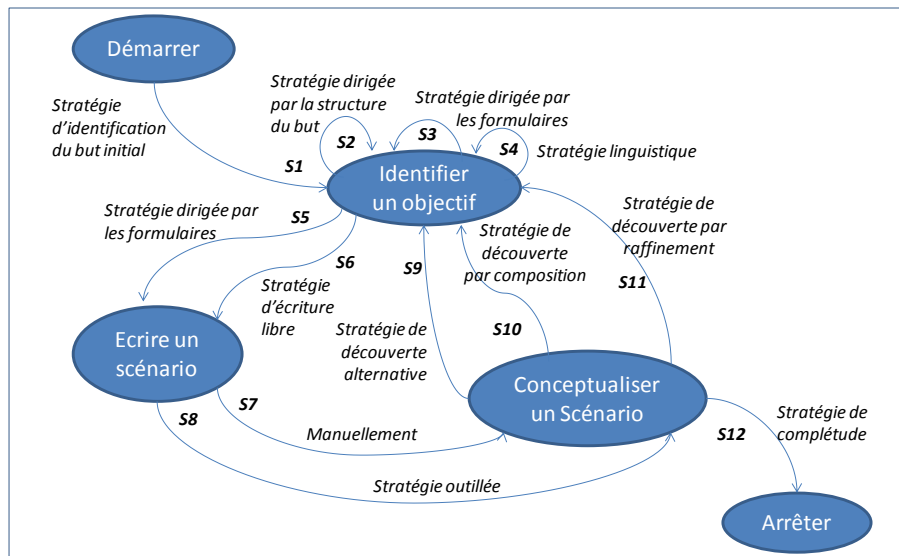 Démarrer
Stratégie
d'identification
du but initial
S1
Stratégie dirigée
par la structure
du but
S2
Stratégie dirigée par
les formulaires
S3
S4
Stratégie linguistique
Identifier
un objectif
Stratégie dirigée par
les formulaires
S5
S6
Stratégie
d'écriture
libre
S9
Stratégie de
découverte
alternative
Stratégie de
découverte
par composition
S10
Stratégie de
découverte par
raffinement
S11
Ecrire un
scénario
Conceptualiser
un Scénario
S8
S7
Manuellement
Stratégie outillée
S12
Stratégie de
complétude
Arrêter